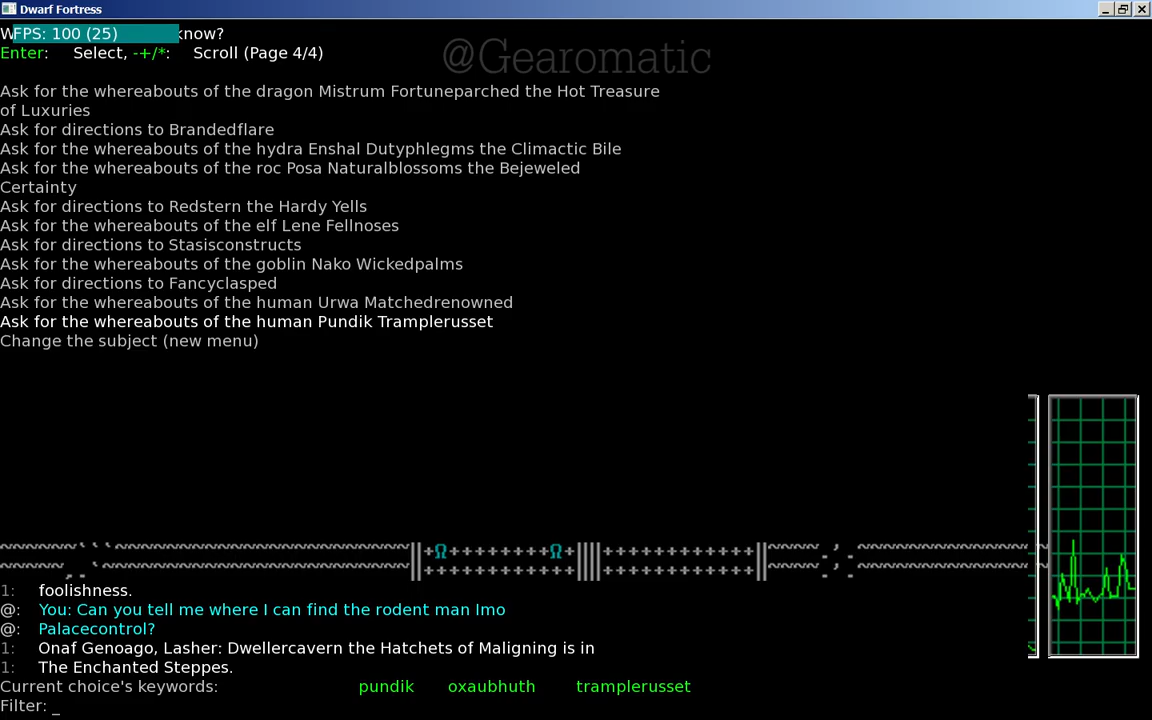 Dwarf Fortress
WFPS: 100 (25) know?
@Gearomatic
Enter: Select, -+/*: Scroll (Page 4/4)
Ask for the whereabouts of the dragon Mistrum Fortuneparched the Hot Treasure
of Luxuries
Ask for directions to Brandedflare
Ask for the whereabouts of the hydra Enshal Dutyphlegms the Climactic Bile
Ask for the whereabouts of the roc Posa Naturalblossoms the Bejeweled
Certainty
Ask for directions to Redstern the Hardy Yells
Ask for the whereabouts of the elf Lene Fellnoses
Ask for directions to Stasisconstructs
Ask for the whereabouts of the goblin Nako Wickedpalms
Ask for directions to Fancyclasped
Ask for the whereabouts of the human Urwa Matchedrenowned
Ask for the whereabouts of the human Pundik Tramplerusset
Change the subject (new menu)
1: foolishness.
@: You: Can you tell me where I can find the rodent man Imo
@: Palacecontrol?
1: Onaf Genoago, Lasher: Dwellercavern the Hatchets of Maligning is in
1: The Enchanted Steppes.
Current choice's keywords: pundik oxaubhuth tramplerusset
Filter: _